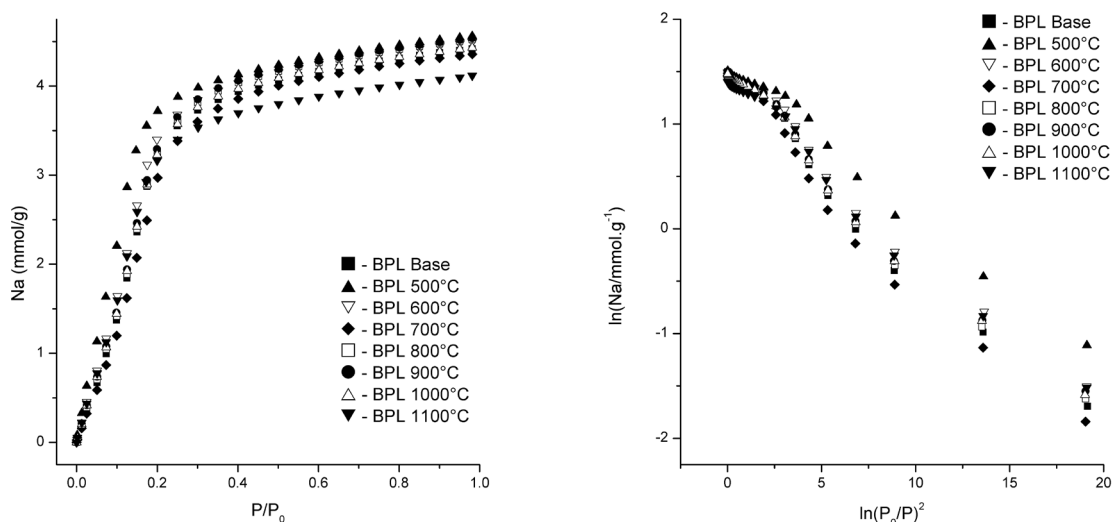 Na (mmol/g)
4
3
2
1
0
0.0 0.2 0.4 0.6 0.8 1.0
P/P₀
- BPL Base
- BPL 500°C
- BPL 600°C
- BPL 700°C
- BPL 800°C
- BPL 900°C
- BPL 1000°C
- BPL 1100°C
ln(Na/mmol.g⁻¹)
2
1
0
-1
-2
0 5 10 15 20
ln(P₀/P)²
- BPL Base
- BPL 500°C
- BPL 600°C
- BPL 700°C
- BPL 800°C
- BPL 900°C
- BPL 1000°C
- BPL 1100°C